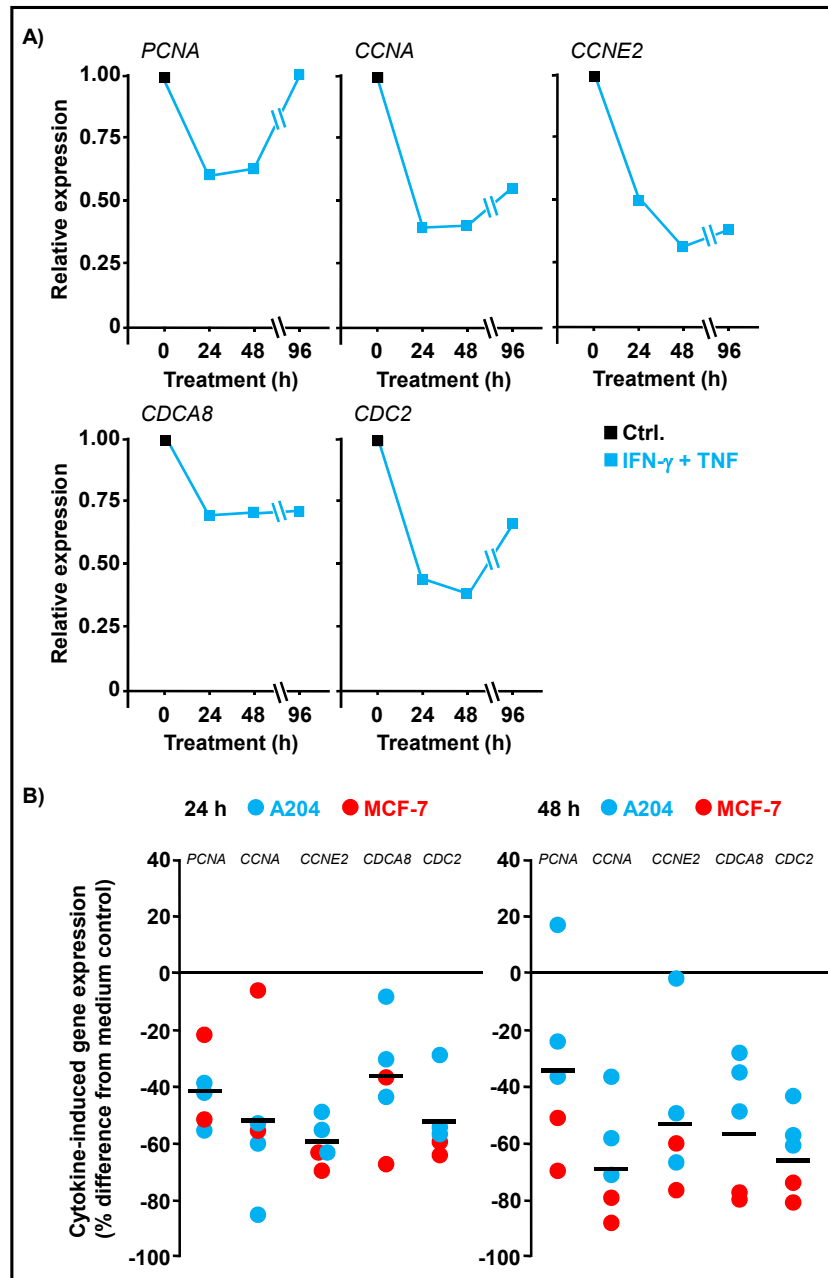 A)
PCNA CCNA CCNE2
Relative expression
1.00
0.75
0.50
0.25
0
0 24 48 96 0 24 48 96 0 24 48 96
Treatment (h) Treatment (h) Treatment (h)
CDCA8 CDC2
Relative expression
1.00
0.75
0.50
0.25
0
Ctrl.
IFN-γ + TNF
0 24 48 96 0 24 48 96
Treatment (h) Treatment (h)
B)
24 h A204 MCF-7 48 h A204 MCF-7
Cytokine-induced gene expression
(% difference from medium control)
PCNA CCNA CCNE2 CDCA8 CDC2 PCNA CCNA CCNE2 CDCA8 CDC2
40 40
20 20
0 0
-20 -20
-40 -40
-60 -60
-80 -80
-100 -100